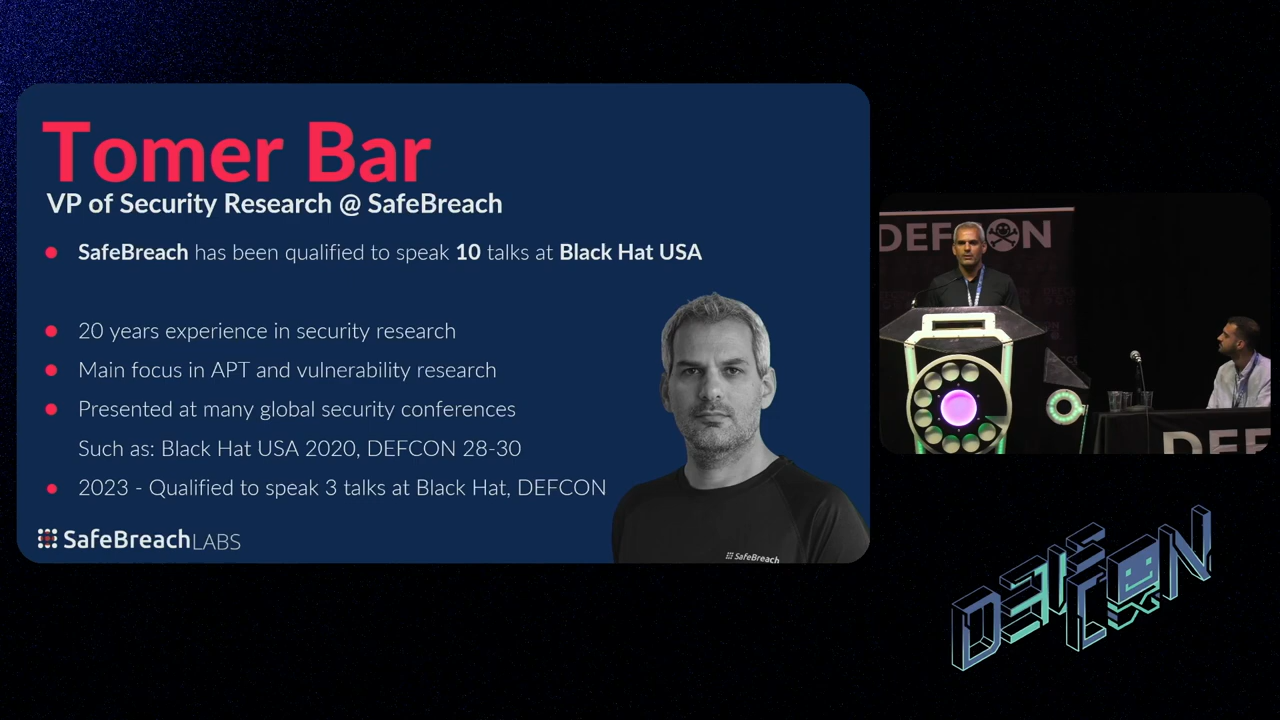 Tomer Bar
VP of Security Research @ SafeBreach
SafeBreach has been qualified to speak 10 talks at Black Hat USA
20 years experience in security research
Main focus in APT and vulnerability research
Presented at many global security conferences
Such as: Black Hat USA 2020, DEFCON 28-30
2023 - Qualified to speak 3 talks at Black Hat, DEFCON
SafeBreach LABS
SafeBreach
DEFCON
DEF
DEFCON